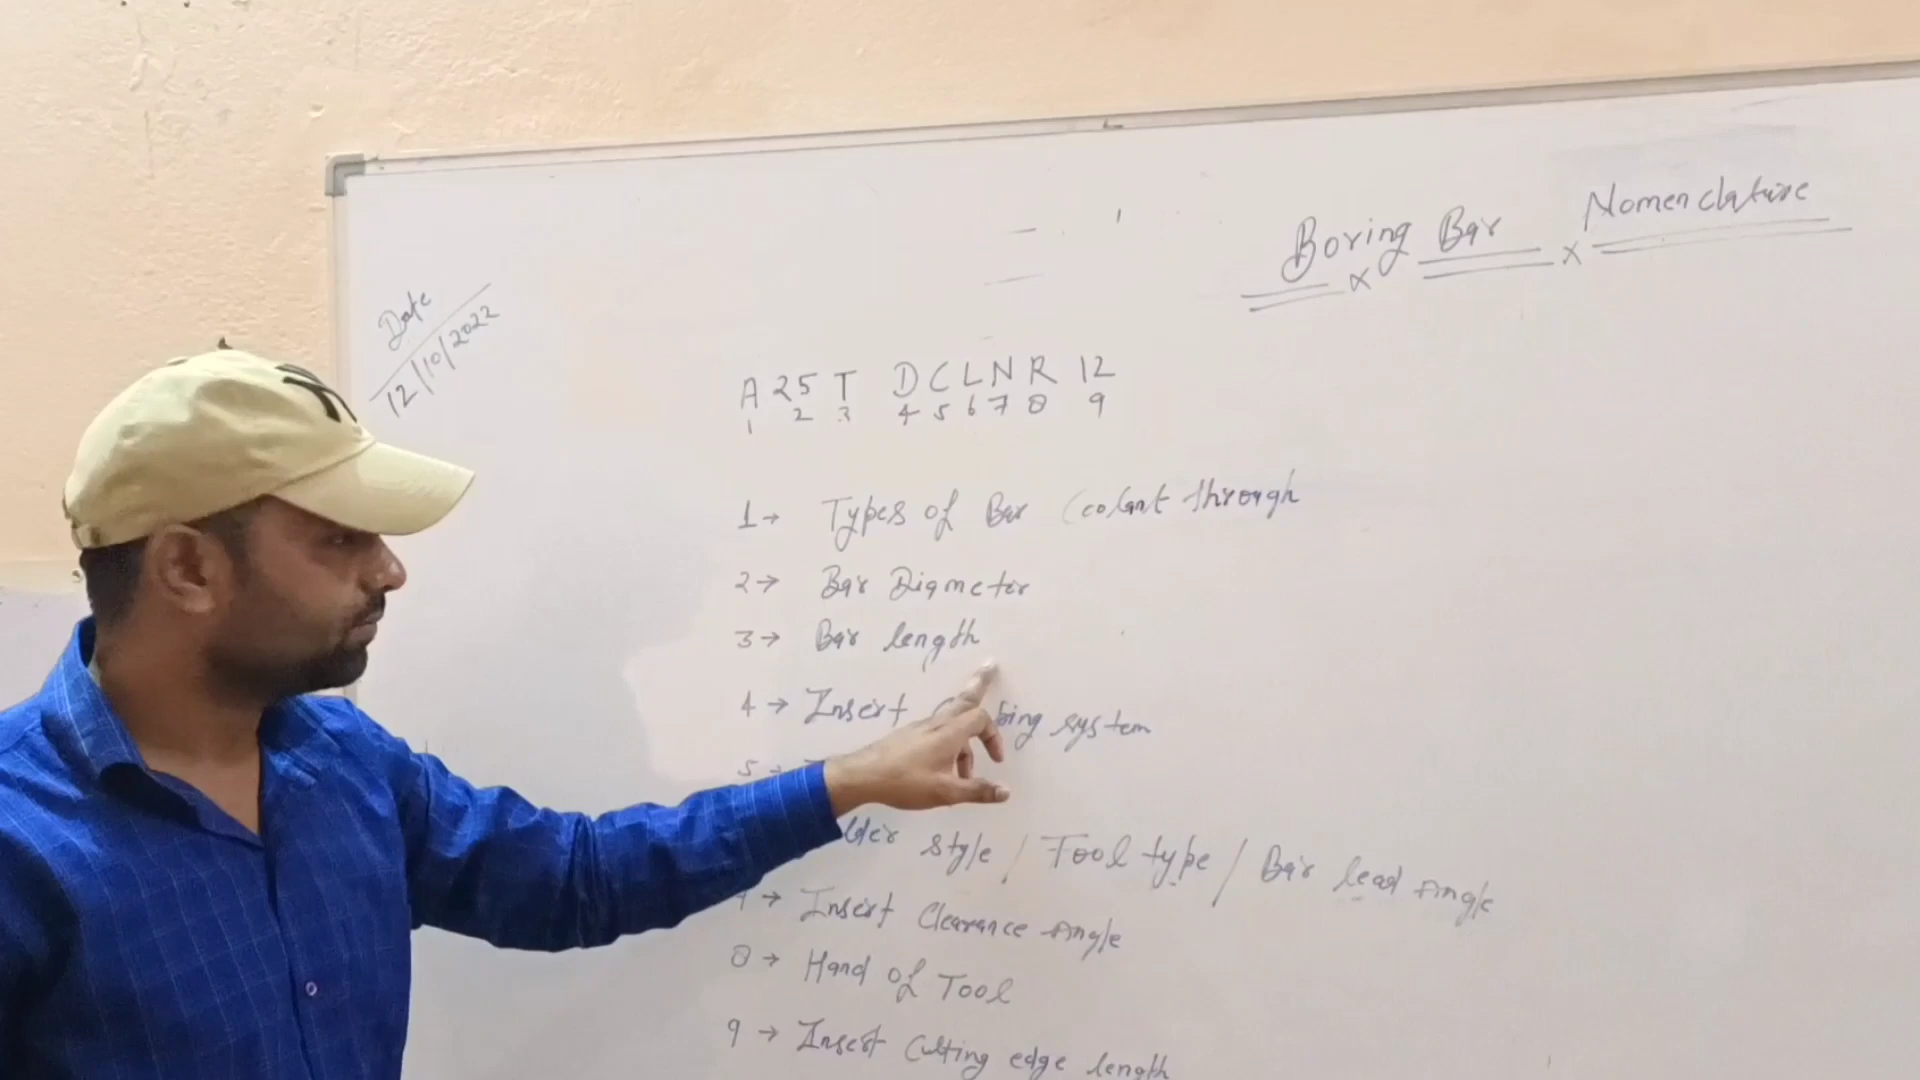 Boring Bar Nomenclature
Date
12/10/2022
A 25 T D C L N R 12
1 2 3 4 5 6 7 8 9
1→ Types of Bar (colant through
2→ Bar Diameter
3→ Bar length
4→ Insert system
5→
style / Tool type / Bar lead Angle
7→ Insert Clearance Angle
8→ Hand of Tool
9→ Insert Cutting edge length